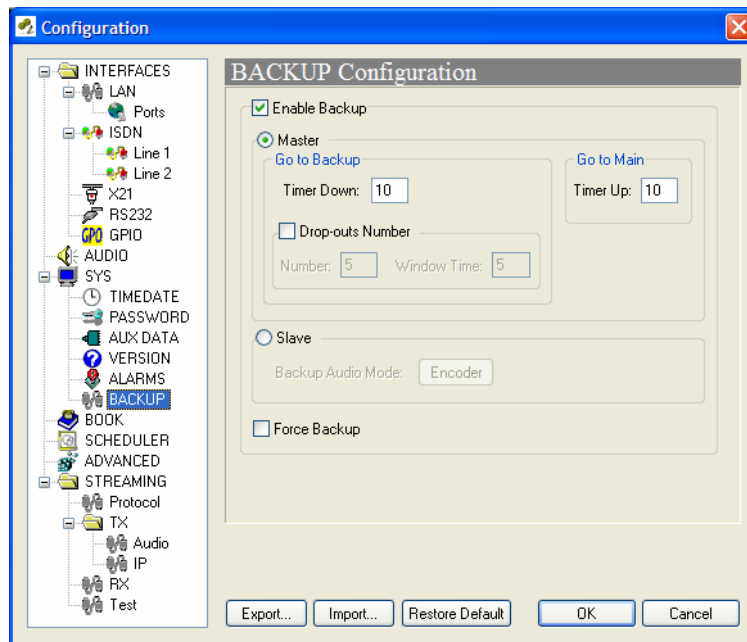 Configuration
INTERFACES
LAN
Ports
ISDN
Line 1
Line 2
X21
RS232
GPO GPIO
AUDIO
SYS
TIMEDATE
PASSWORD
AUX DATA
VERSION
ALARMS
BACKUP
BOOK
SCHEDULER
ADVANCED
STREAMING
Protocol
TX
Audio
IP
RX
Test
BACKUP Configuration
Enable Backup
Master
Go to Backup
Timer Down: 10
Drop-outs Number
Number: 5 Window Time: 5
Go to Main
Timer Up: 10
Slave
Backup Audio Mode: Encoder
Force Backup
Export... Import... Restore Default OK Cancel